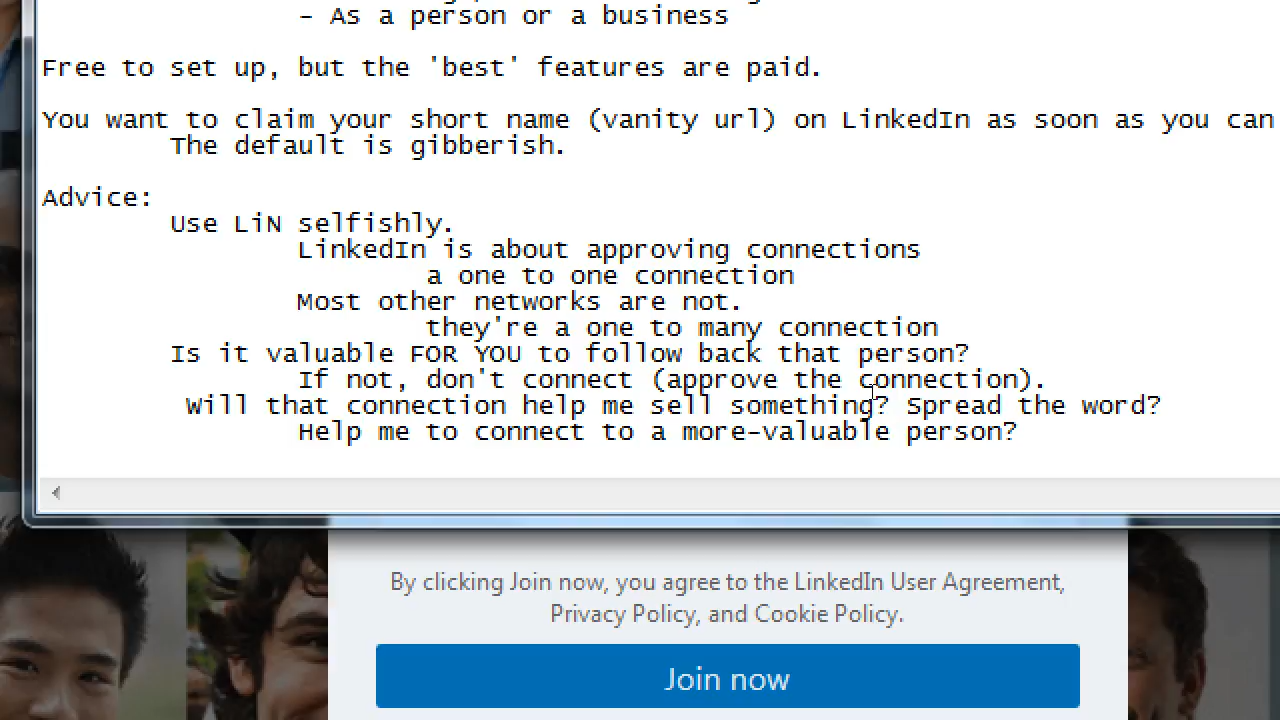 - As a person or a business
Free to set up, but the 'best' features are paid.
You want to claim your short name (vanity url) on LinkedIn as soon as you can
The default is gibberish.
Advice:
Use LiN selfishly.
LinkedIn is about approving connections
a one to one connection
Most other networks are not.
they're a one to many connection
Is it valuable FOR YOU to follow back that person?
If not, don't connect (approve the connection).
Will that connection help me sell something? Spread the word?
Help me to connect to a more-valuable person?
By clicking Join now, you agree to the LinkedIn User Agreement,
Privacy Policy, and Cookie Policy.
Join now